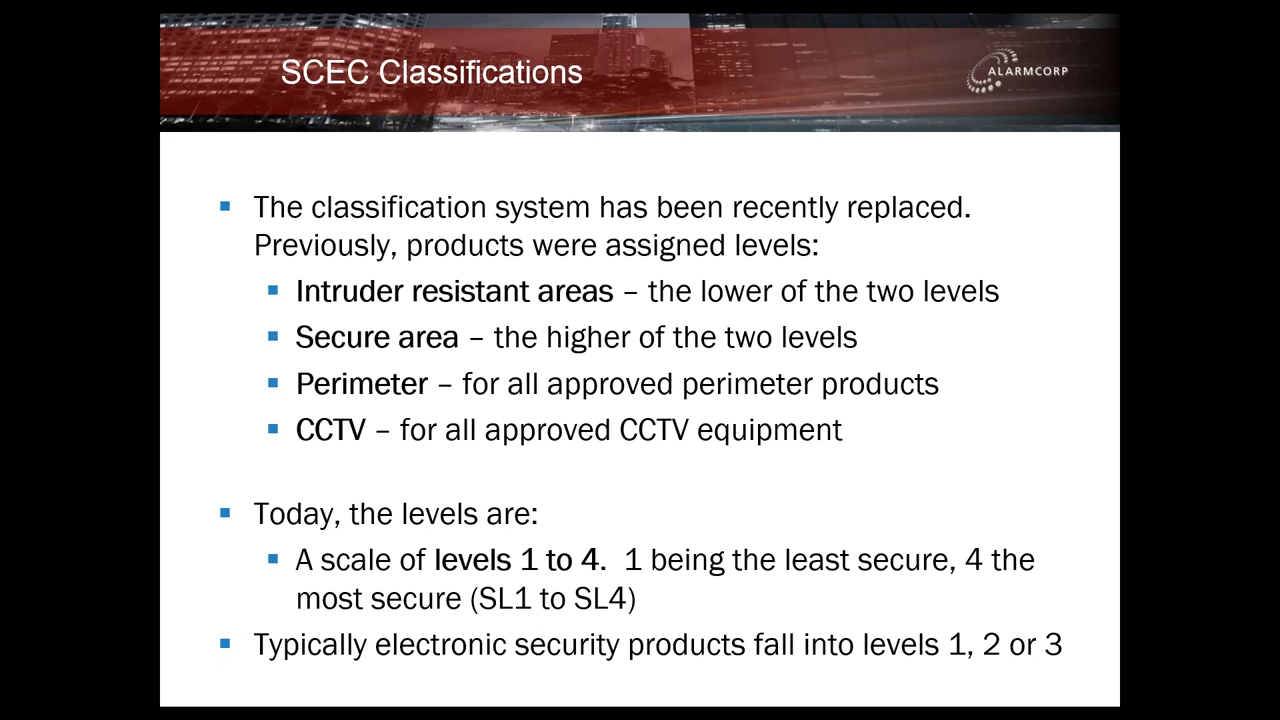 SCEC Classifications
ALARMCORP
The classification system has been recently replaced.
Previously, products were assigned levels:
Intruder resistant areas – the lower of the two levels
Secure area – the higher of the two levels
Perimeter – for all approved perimeter products
CCTV – for all approved CCTV equipment
Today, the levels are:
A scale of levels 1 to 4.  1 being the least secure, 4 the
most secure (SL1 to SL4)
Typically electronic security products fall into levels 1, 2 or 3